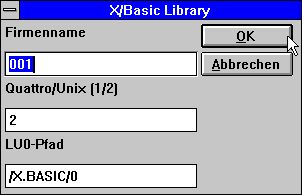 X/Basic Library
Firmenname
OK
001
Abbrechen
Quattro/Unix (1/2)
2
LU0-Pfad
/X.BASIC/0